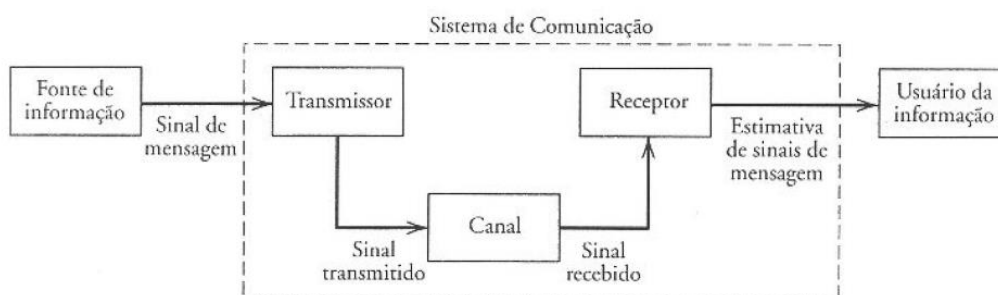 Sistema de Comunicação
Fonte de
informação
Sinal de
mensagem
Transmissor
Sinal
transmitido
Canal
Sinal
recebido
Receptor
Estimativa
de sinais de
mensagem
Usuário da
informação